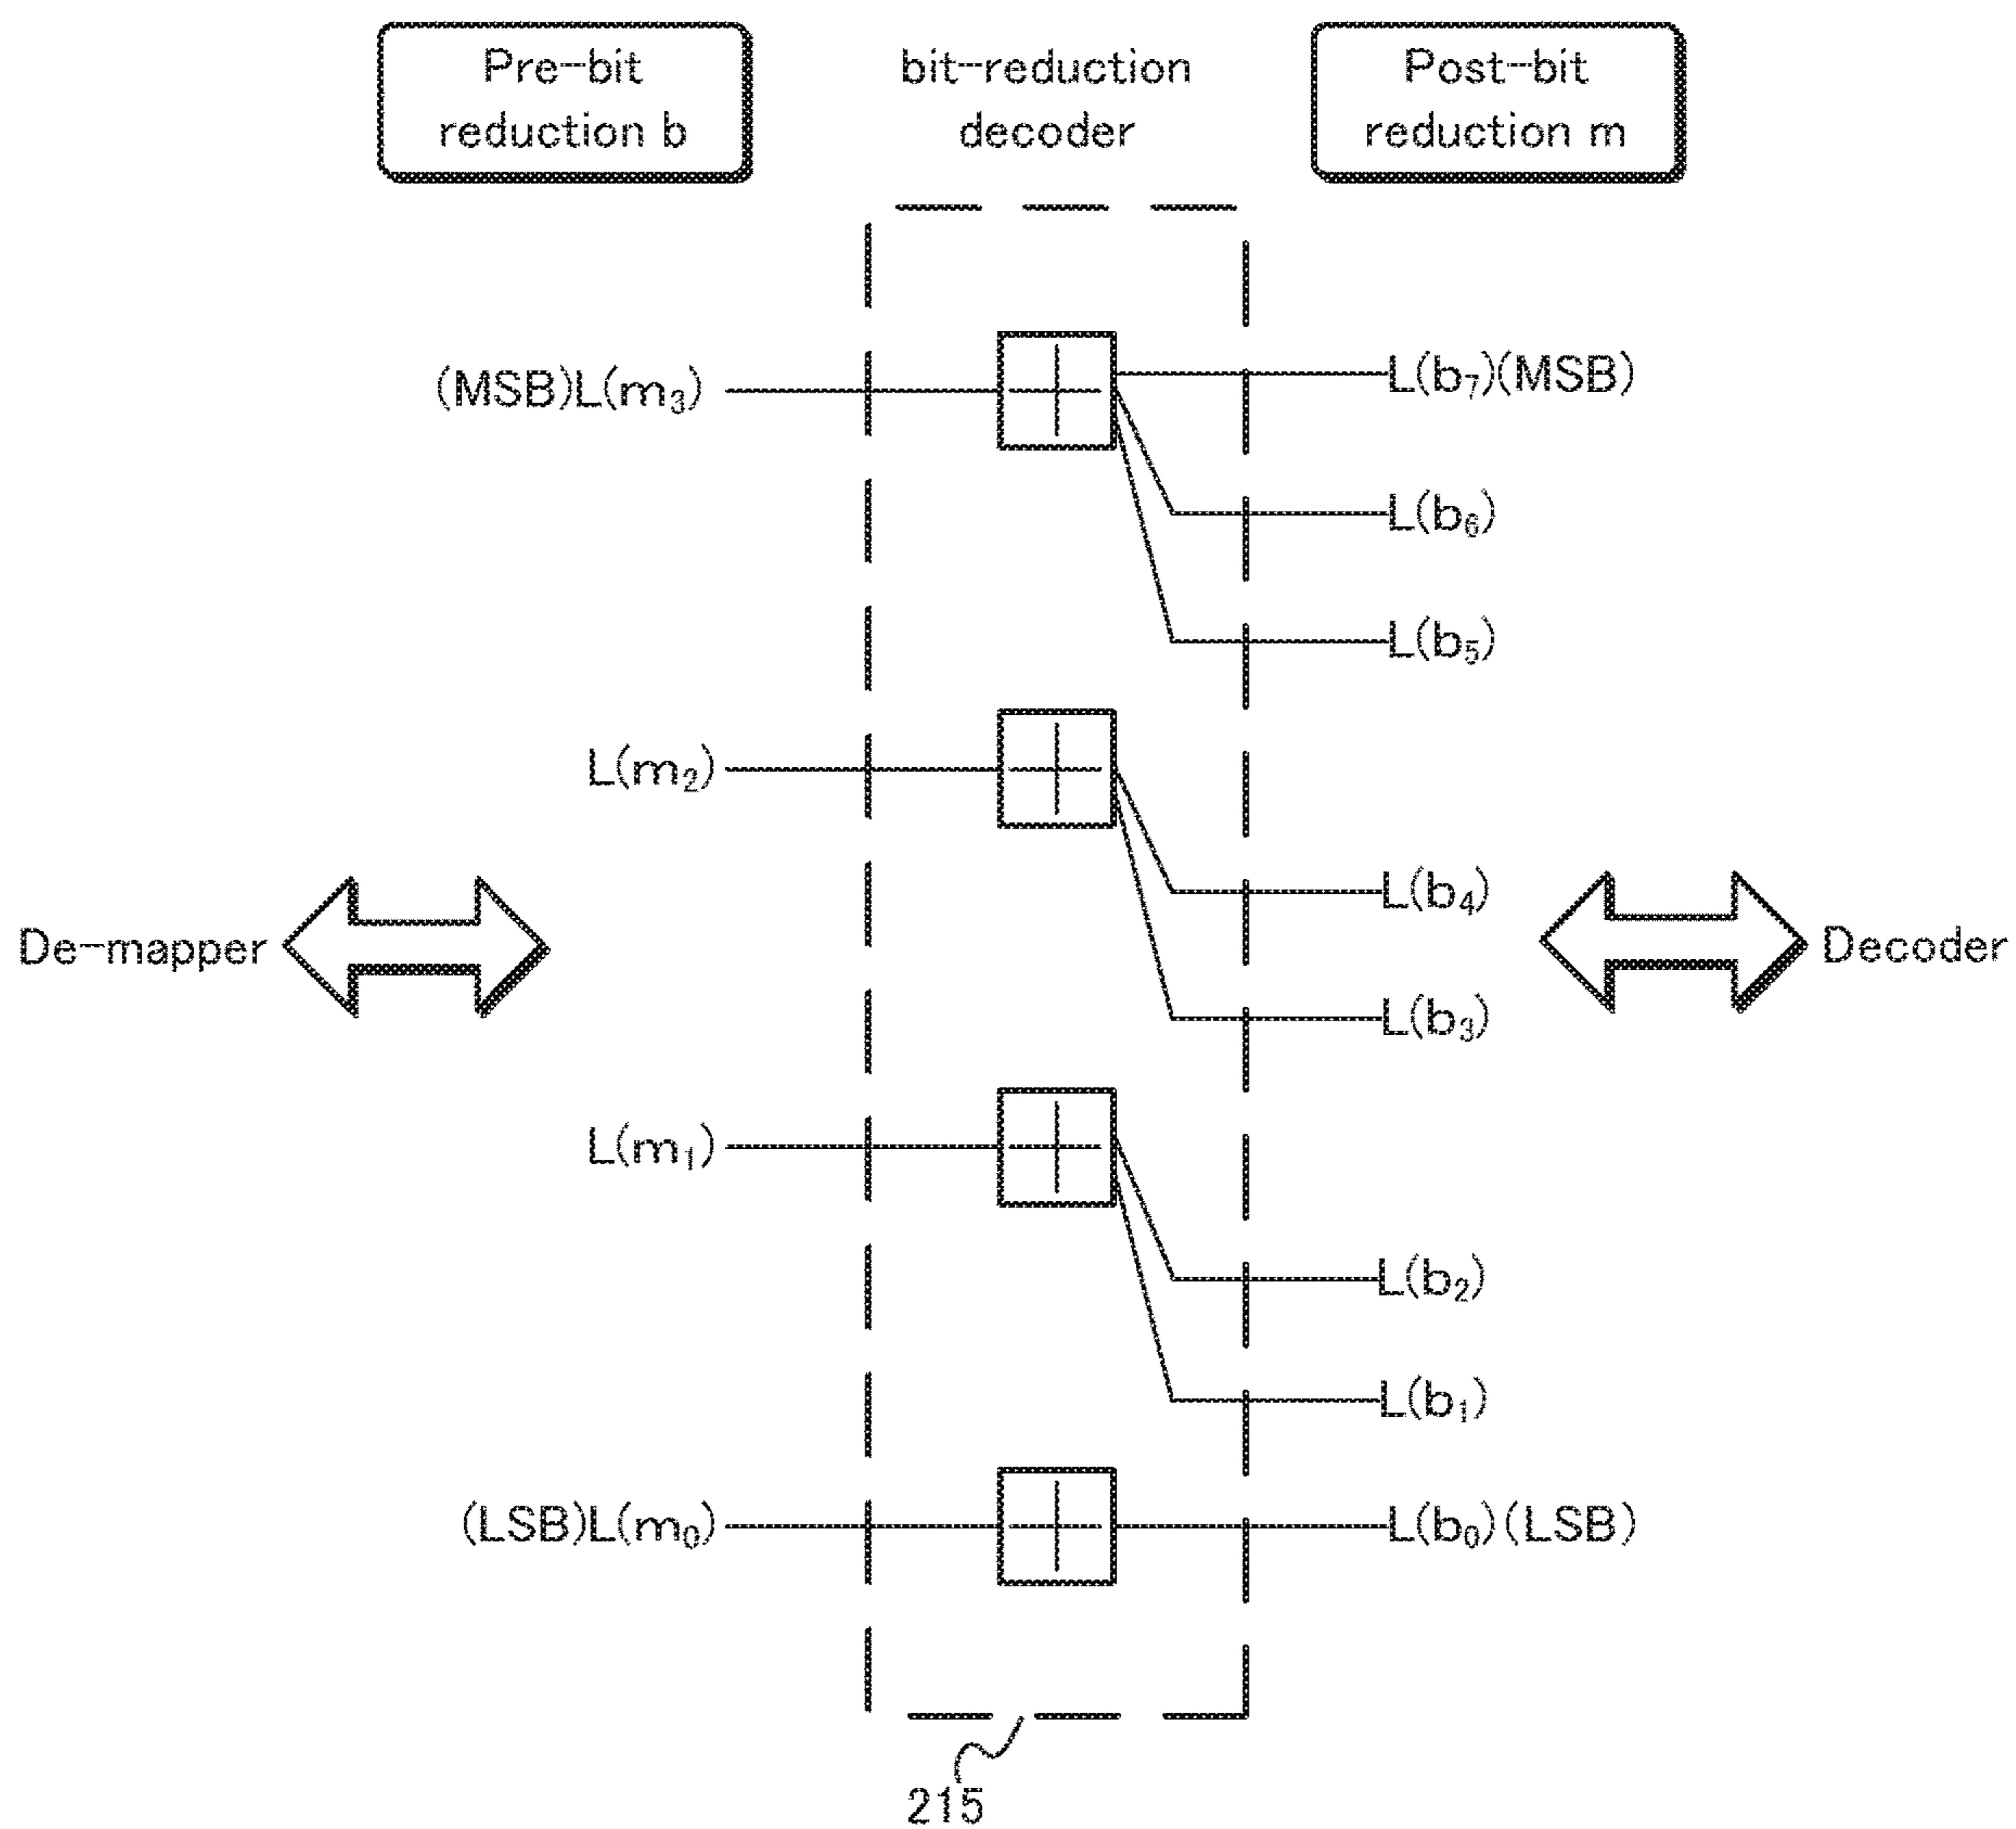 Pre-bit
reduction b
bit-reduction
decoder
Post-bit
reduction m
(MSB)L(m₃)
L(b₇)(MSB)
L(b₆)
L(b₅)
L(m₂)
L(b₄)
De-mapper
Decoder
L(b₃)
L(m₁)
L(b₂)
L(b₁)
(LSB)L(m₀)
L(b₀)(LSB)
215